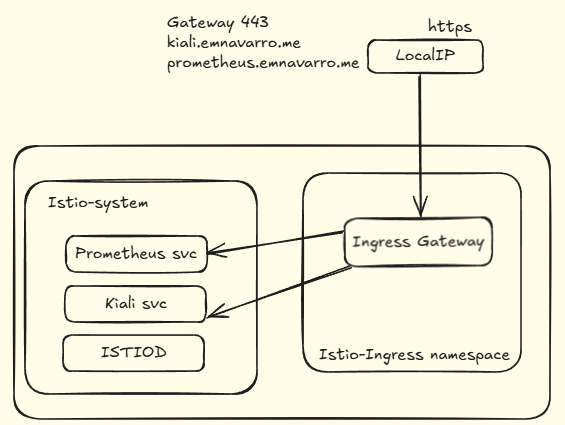 Gateway 443
kiali.emnavarro.me
prometheus.emnavarro.me
https
LocalIP
Istio-system
Prometheus svc
Kiali svc
ISTIOD
Ingress Gateway
Istio-Ingress namespace